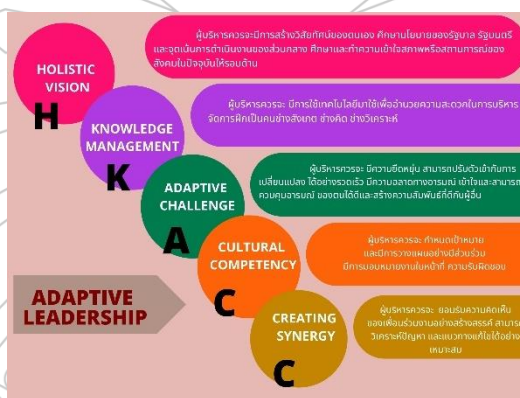 ผู้บริหารควรจะมีการสร้างวิสัยทัศน์ของตนเอง ศึกษานโยบายของรัฐบาล รัฐมนตรี
และจุดเน้นการดำเนินงานของส่วนกลาง ศึกษาและทำความเข้าใจสภาพหรือสถานการณ์ของ
สังคมในปัจจุบันให้รอบด้าน
HOLISTIC
VISION
H
ผู้บริหารควรจะ มีการใช้เทคโนโลยีมาใช้เพื่ออำนวยความสะดวกในการบริหาร
จัดการฝึกเป็นคนช่างสังเกต ช่างคิด ช่างวิเคราะห์
KNOWLEDGE
MANAGEMENT
K
ผู้บริหารควรจะ มีความยืดหยุ่น สามารถปรับตัวเข้ากับการ
เปลี่ยนแปลง ได้อย่างรวดเร็ว มีความฉลาดทางอารมณ์ เข้าใจและสามารถ
ควบคุมอารมณ์ ของตนได้ดีและสร้างความสัมพันธ์ที่ดีกับผู้อื่น
ADAPTIVE
CHALLENGE
A
ผู้บริหารควรจะ กำหนดเป้าหมาย
และมีการวางแผนอย่างมีส่วนร่วม
มีการมอบหมายงานในหน้าที่ ความรับผิดชอบ
CULTURAL
COMPETENCY
C
ADAPTIVE
LEADERSHIP
ผู้บริหารควรจะ ยอมรับความคิดเห็น
ของเพื่อนร่วมงานอย่างสร้างสรรค์ สามารถ
วิเคราะห์ปัญหา และแนวทางแก้ไขได้อย่าง
เหมาะสม
CREATING
SYNERGY
C